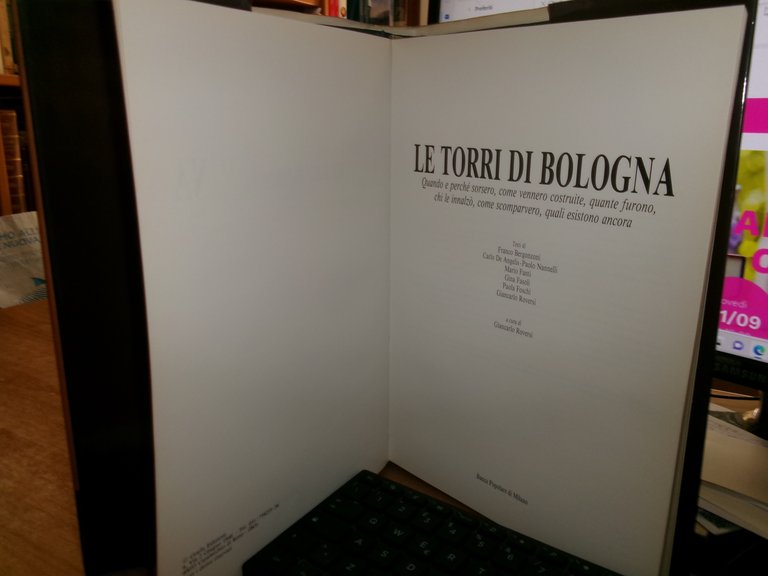 LE TORRI DI BOLOGNA
Quando e perché sorsero, come vennero costruite, quante furono,
chi le innalzò, come scomparvero, quali esistono ancora
Testi di
Franco Bergonzoni
Carlo De Angelis - Paolo Nannelli
Mario Fanti
Gina Fasoli
Paola Foschi
Giancarlo Roversi
a cura di
Giancarlo Roversi
Banca Popolare di Milano
Preferiti
1/09
SAMSUNG
Q W E R T
A S D